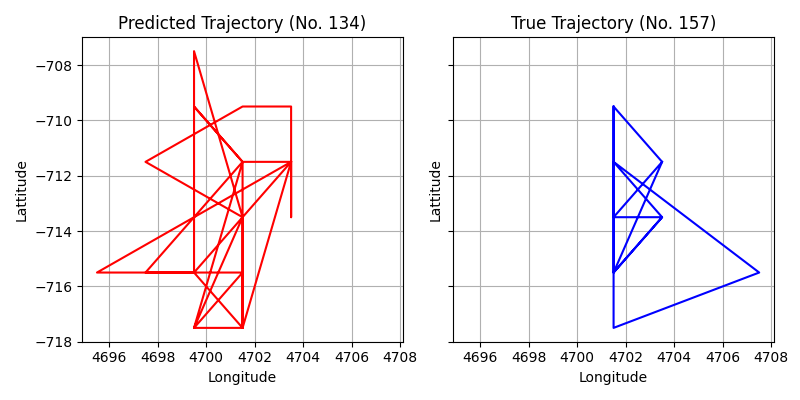 Predicted Trajectory (No. 134)
−708
−710
−712
−714
−716
−718
Lattitude
4696 4698 4700 4702 4704 4706 4708
Longitude
True Trajectory (No. 157)
Lattitude
4696 4698 4700 4702 4704 4706 4708
Longitude